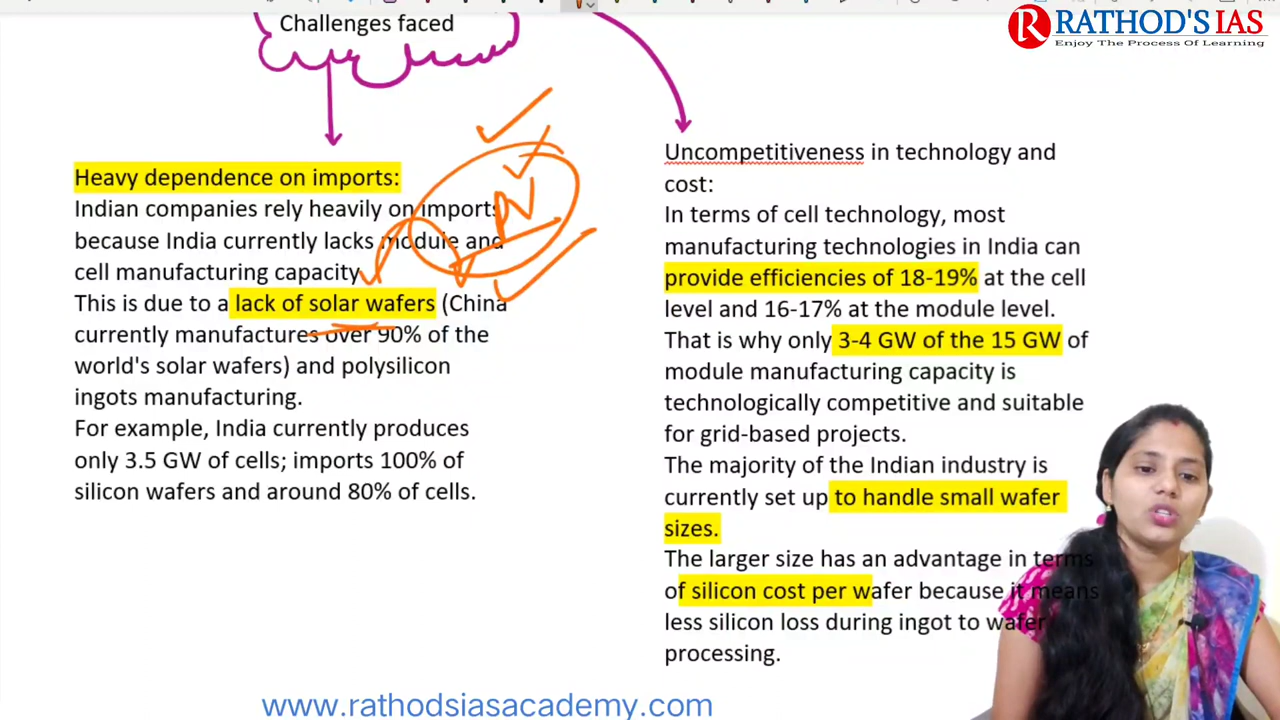 Challenges faced
R RATHOD'S IAS
Enjoy The Process Of Learning
Heavy dependence on imports:
Indian companies rely heavily on imports
because India currently lacks module and
cell manufacturing capacity
This is due to a lack of solar wafers (China
currently manufactures over 90% of the
world's solar wafers) and polysilicon
ingots manufacturing.
For example, India currently produces
only 3.5 GW of cells; imports 100% of
silicon wafers and around 80% of cells.
PV
Uncompetitiveness in technology and
cost:
In terms of cell technology, most
manufacturing technologies in India can
provide efficiencies of 18-19% at the cell
level and 16-17% at the module level.
That is why only 3-4 GW of the 15 GW of
module manufacturing capacity is
technologically competitive and suitable
for grid-based projects.
The majority of the Indian industry is
currently set up to handle small wafer
sizes.
The larger size has an advantage in terms
of silicon cost per wafer because it means
less silicon loss during ingot to wafer
processing.
www.rathodsiasacademy.com